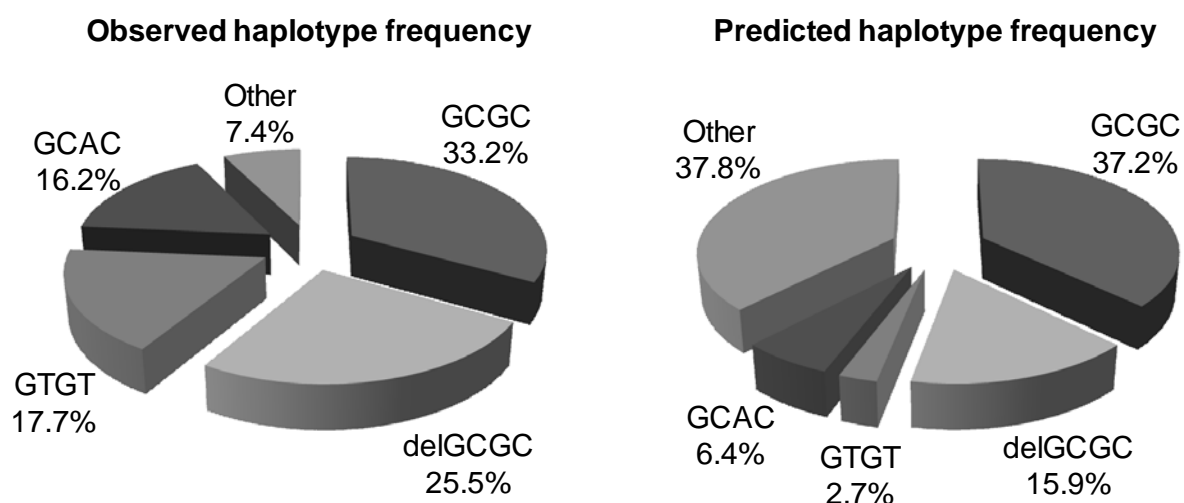 Observed haplotype frequency
Other
7.4%
GCGC
33.2%
GCAC
16.2%
GTGT
17.7%
delGCGC
25.5%
Predicted haplotype frequency
Other
37.8%
GCGC
37.2%
GCAC
6.4%
GTGT
2.7%
delGCGC
15.9%